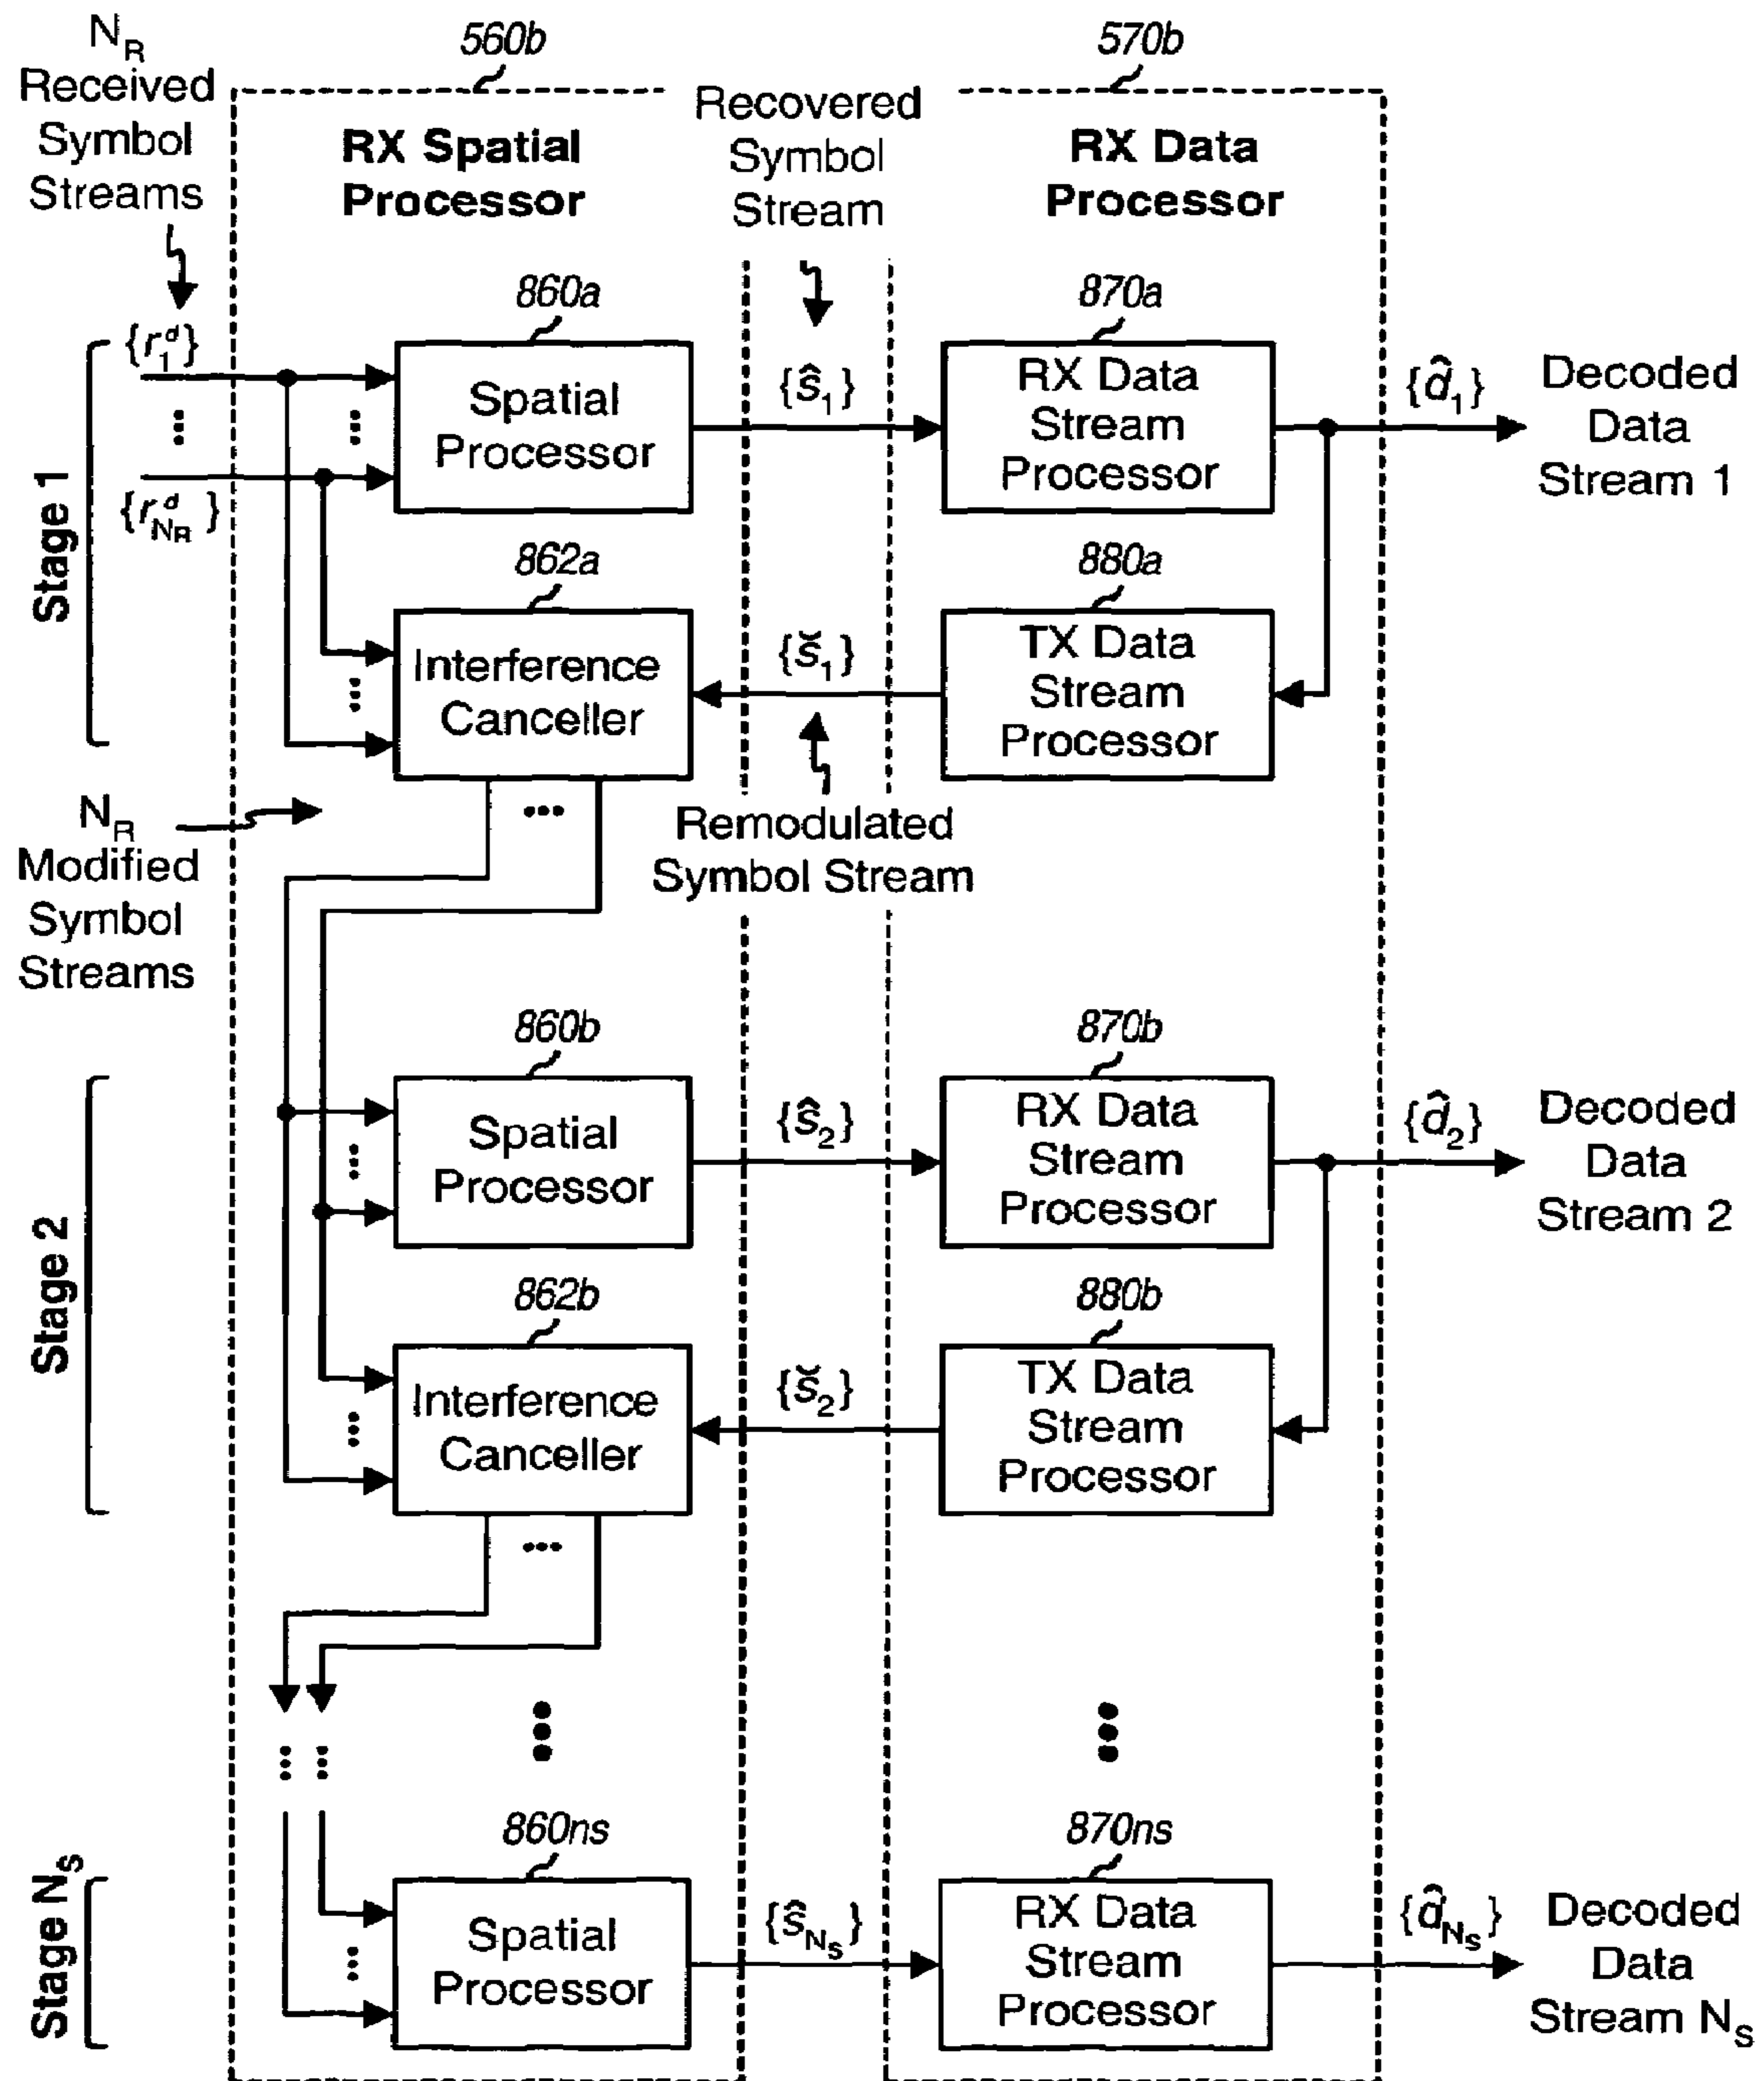 560b
570b
N_R
Received
Symbol
Streams
RX Spatial
Processor
Recovered
Symbol
Stream
RX Data
Processor
860a
870a
{r_1^d}
...
{r_{N_R}^d}
...
Spatial
Processor
{ŝ_1}
RX Data
Stream
Processor
{d̂_1}
Decoded
Data
Stream 1
Stage 1
862a
880a
...
Interference
Canceller
{š_1}
TX Data
Stream
Processor
N_R
Modified
Symbol
Streams
...
Remodulated
Symbol Stream
860b
870b
...
Spatial
Processor
{ŝ_2}
RX Data
Stream
Processor
{d̂_2}
Decoded
Data
Stream 2
Stage 2
862b
880b
...
Interference
Canceller
{š_2}
TX Data
Stream
Processor
...
860ns
870ns
Stage N_S
...
Spatial
Processor
{ŝ_{N_S}}
RX Data
Stream
Processor
{d̂_{N_S}}
Decoded
Data
Stream N_S